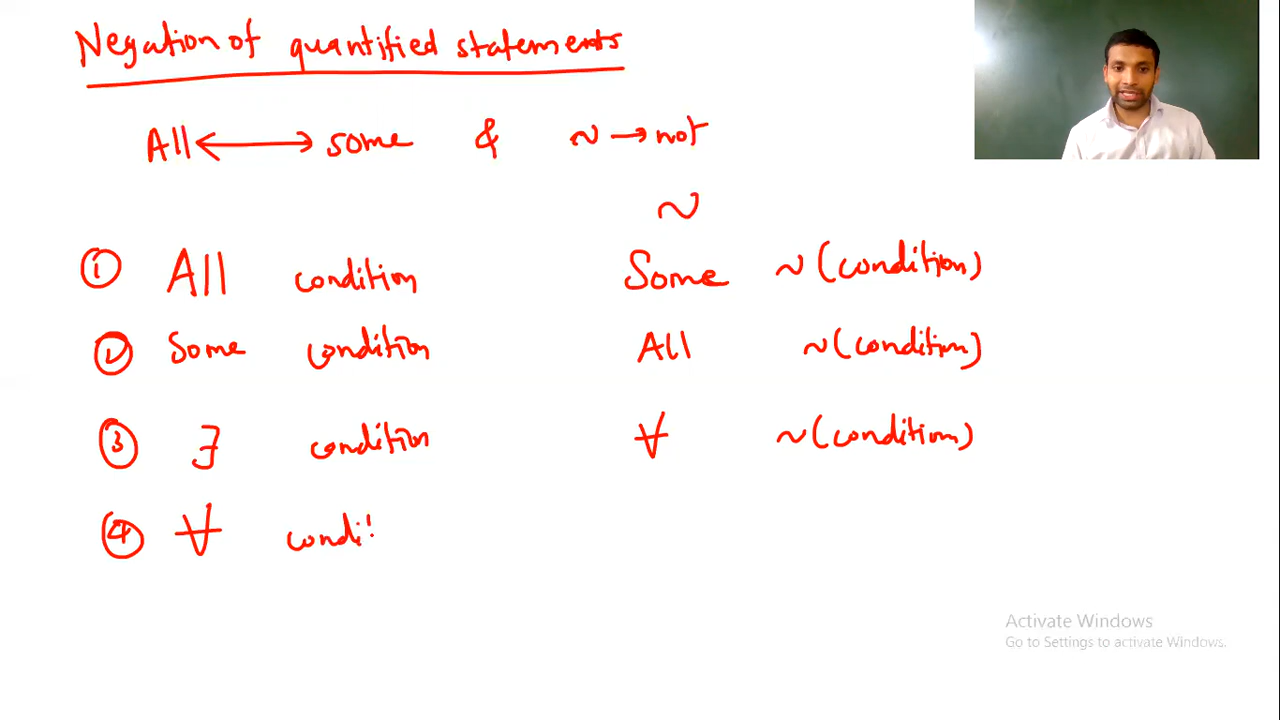 Negation of quantified statements
All ⟷ some & ~ → not
~
① All condition Some ~(condition)
② Some condition All ~(condition)
③ ∃ condition ∀ ~(condition)
④ ∀ condi
Activate Windows
Go to Settings to activate Windows.